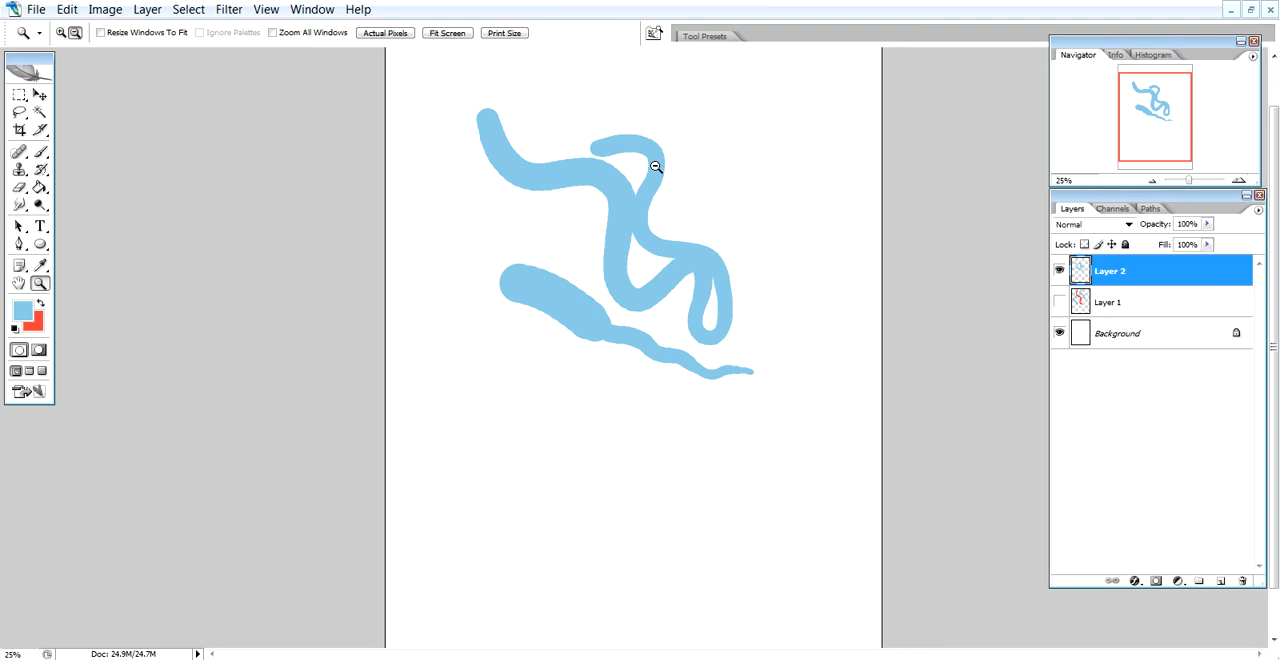 File Edit Image Layer Select Filter View Window Help
Resize Windows To Fit Ignore Palettes Zoom All Windows Actual Pixels Fit Screen Print Size Tool Presets
Navigator Info Histogram
25%
Layers Channels Paths
Normal Opacity: 100%
Lock: Fill: 100%
Layer 2
Layer 1
Background
25% Doc: 24.9M/24.7M